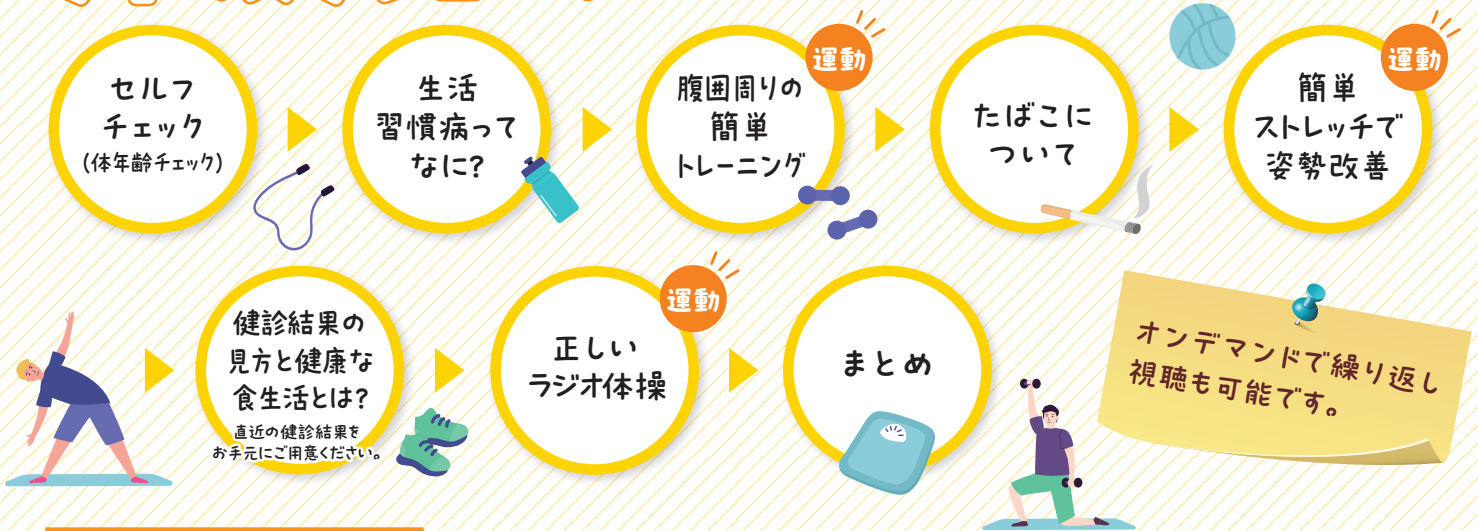 セルフ
チェック
(体年齢チェック)
生活
習慣病って
なに?
運動
腹囲周りの
簡単
トレーニング
たばこに
ついて
運動
簡単
ストレッチで
姿勢改善
健診結果の
見方と健康な
食生活とは?
直近の健診結果を
お手元にご用意ください。
運動
正しい
ラジオ体操
まとめ
オンデマンドで繰り返し
視聴も可能です。